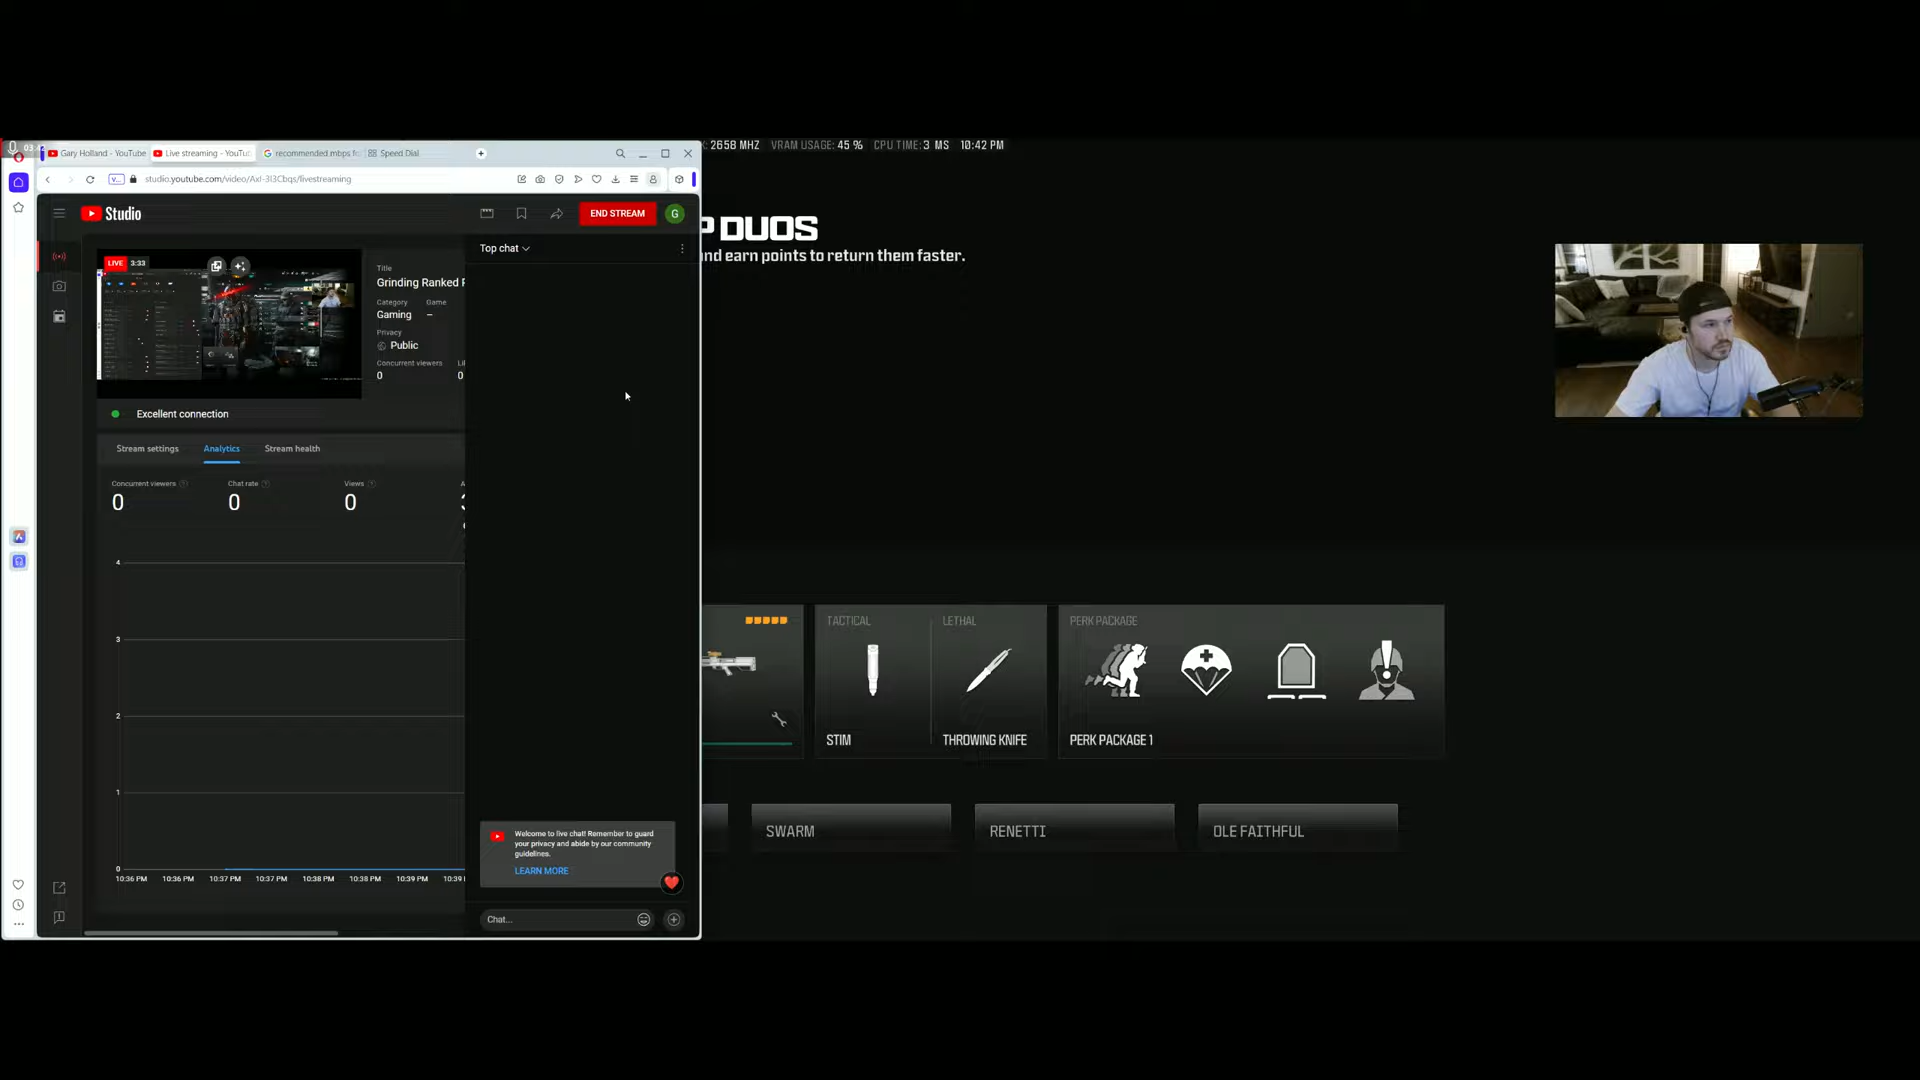 Gary Holland - YouTube
Live streaming - YouTu
recommended mbps fo
Speed Dial
2658 MHZ VRAM USAGE: 45 % CPU TIME: 3 MS 10:42 PM
studio.youtube.com/video/AxI-3l3Cbqs/livestreaming
Studio
END STREAM
G
P DUOS
and earn points to return them faster.
Top chat
LIVE 3:33
Title
Grinding Ranked
Category Game
Gaming –
Privacy
Public
Concurrent viewers
0 0
Excellent connection
Stream settings Analytics Stream health
Concurrent viewers Chat rate Views
0 0 0
4
3
2
1
0
10:36 PM 10:36 PM 10:37 PM 10:37 PM 10:38 PM 10:38 PM 10:39 PM 10:39
TACTICAL LETHAL PERK PACKAGE
STIM THROWING KNIFE PERK PACKAGE 1
SWARM RENETTI OLE FAITHFUL
Welcome to live chat! Remember to guard
your privacy and abide by our community
guidelines.
LEARN MORE
Chat...